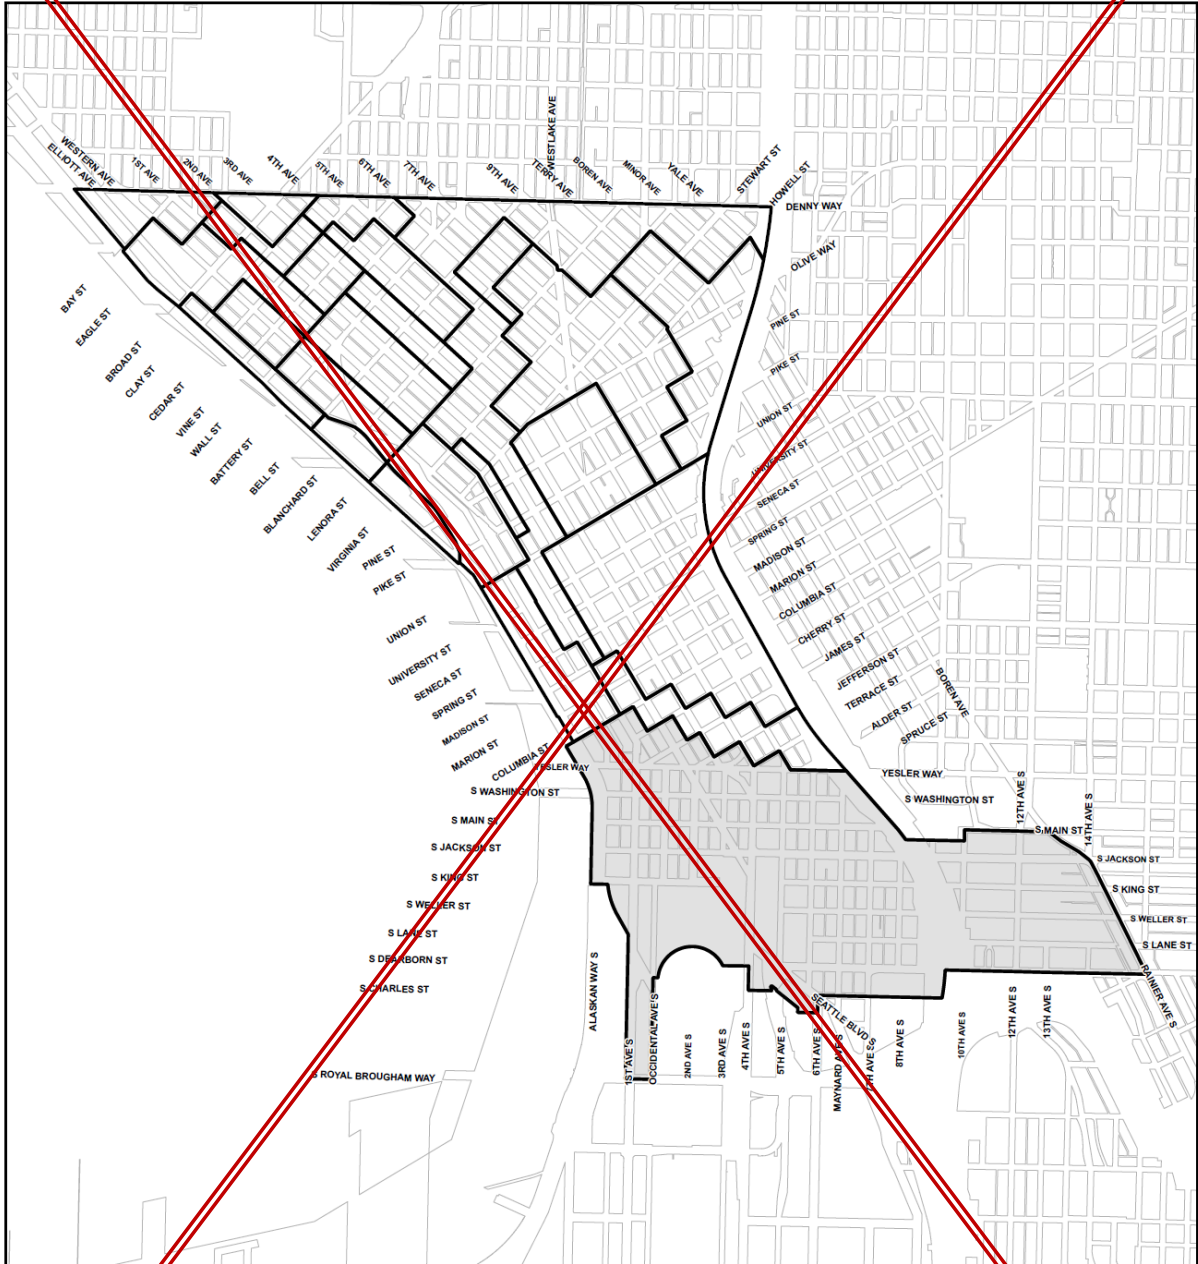 WESTLAKE AVE
WESTERN AVE
ELLIOTT AVE
1ST AVE
2ND AVE
3RD AVE
4TH AVE
5TH AVE
6TH AVE
7TH AVE
9TH AVE
TERRY AVE
BOREN AVE
MINOR AVE
YALE AVE
STEWART ST
HOWELL ST
DENNY WAY
OLIVE WAY
PINE ST
PIKE ST
UNION ST
UNIVERSITY ST
SENECA ST
SPRING ST
MADISON ST
MARION ST
COLUMBIA ST
CHERRY ST
JAMES ST
JEFFERSON ST
TERRACE ST
ALDER ST
SPRUCE ST
BOREN AVE
BAY ST
EAGLE ST
BROAD ST
CLAY ST
CEDAR ST
VINE ST
WALL ST
BATTERY ST
BELL ST
BLANCHARD ST
LENORA ST
VIRGINIA ST
PINE ST
PIKE ST
UNION ST
UNIVERSITY ST
SENECA ST
SPRING ST
MADISON ST
MARION ST
COLUMBIA ST
YESLER WAY
S WASHINGTON ST
S MAIN ST
S JACKSON ST
S KING ST
S WELLER ST
S LANE ST
S DEARBORN ST
S CHARLES ST
S ROYAL BROUGHAM WAY
YESLER WAY
S WASHINGTON ST
12TH AVE S
14TH AVE S
S MAIN ST
S JACKSON ST
S KING ST
S WELLER ST
S LANE ST
RAINIER AVE S
ALASKAN WAY S
1ST AVE S
OCCIDENTAL AVE S
2ND AVE S
3RD AVE S
4TH AVE S
5TH AVE S
6TH AVE S
SEATTLE BLVD S
MAYNARD AVE S
7TH AVE S
8TH AVE S
10TH AVE S
12TH AVE S
13TH AVE S